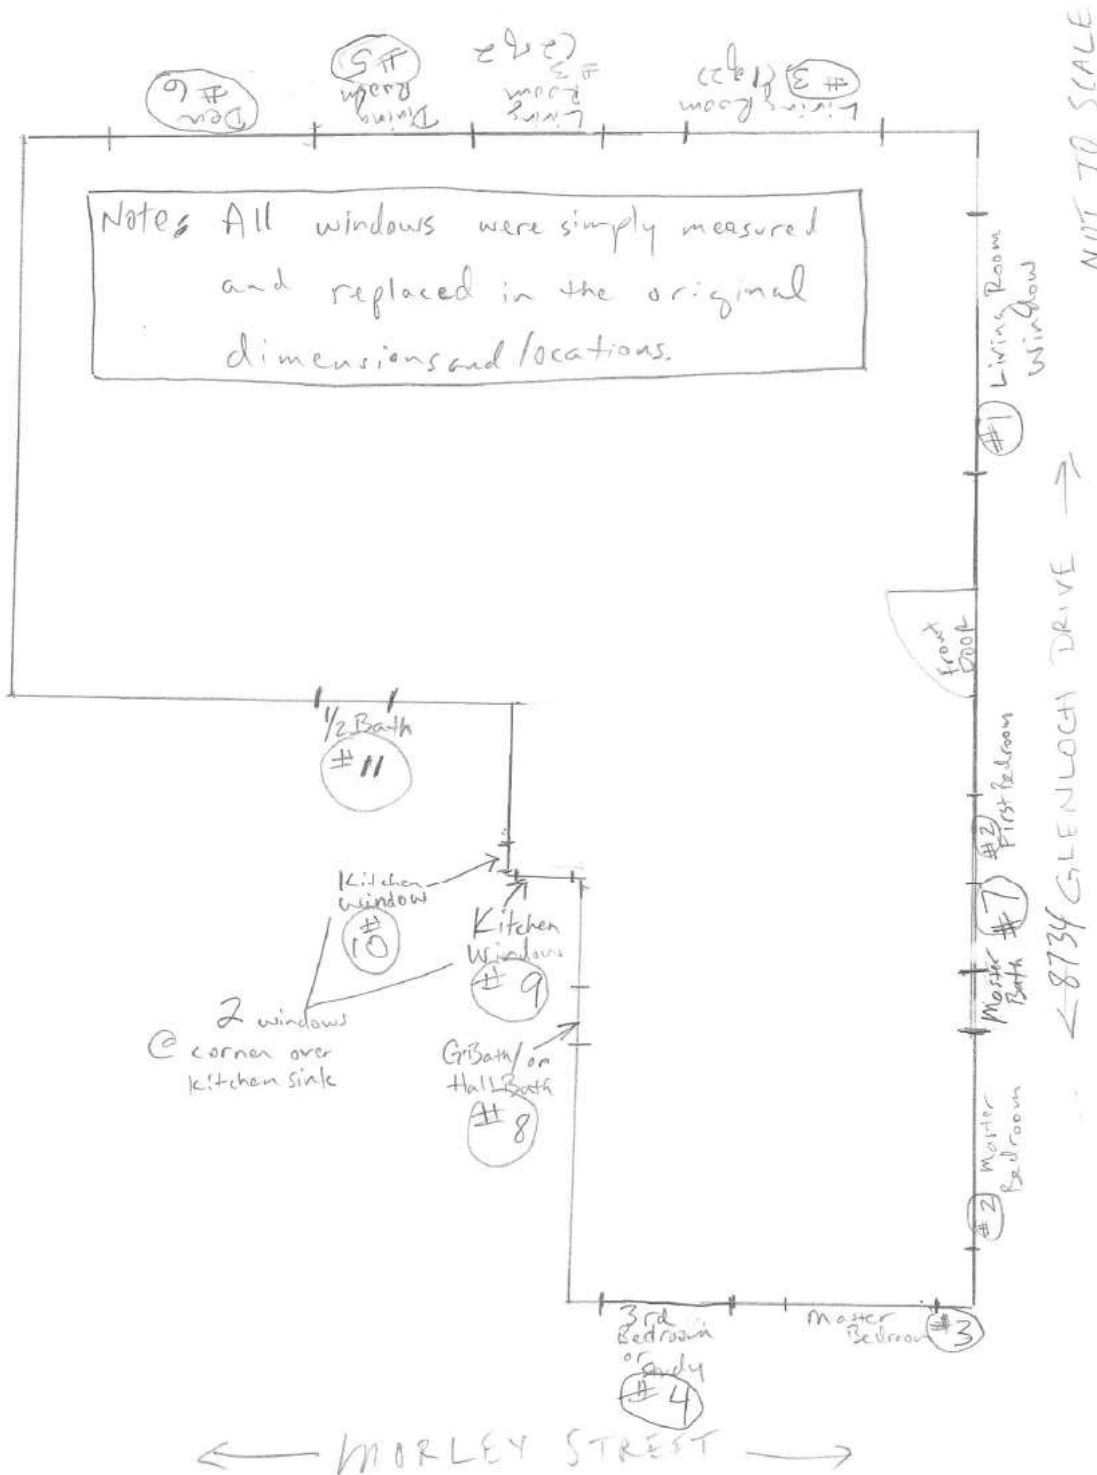 Den
#6
Dining
Room
#5
Living
Room
#3
(2 of 2
Living Room
#3 (1 of 2)
NOT TO SCALE
Note: All windows were simply measured
and replaced in the original
dimensions and locations.
#1 Living Room
Window
front
Door
#2 First Bedroom
#7 Master
Bath
#2 Master
Bedroom
← 8734 GLENLOCH DRIVE →
1/2 Bath
#11
Kitchen
window
#
10
Kitchen
Windows
#9
2 windows
@ corner over
kitchen sink
G Bath/or
Hall Bath
#8
3rd
Bedroom
or
Study
#4
Master
Bedroom #3
← MORLEY STREET →